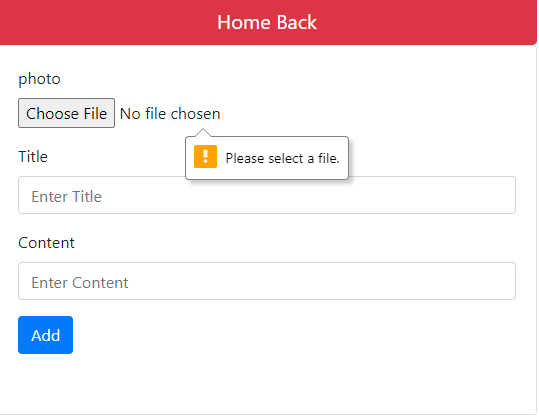 Home Back
photo
Choose File No file chosen
Please select a file.
Title
Enter Title
Content
Enter Content
Add